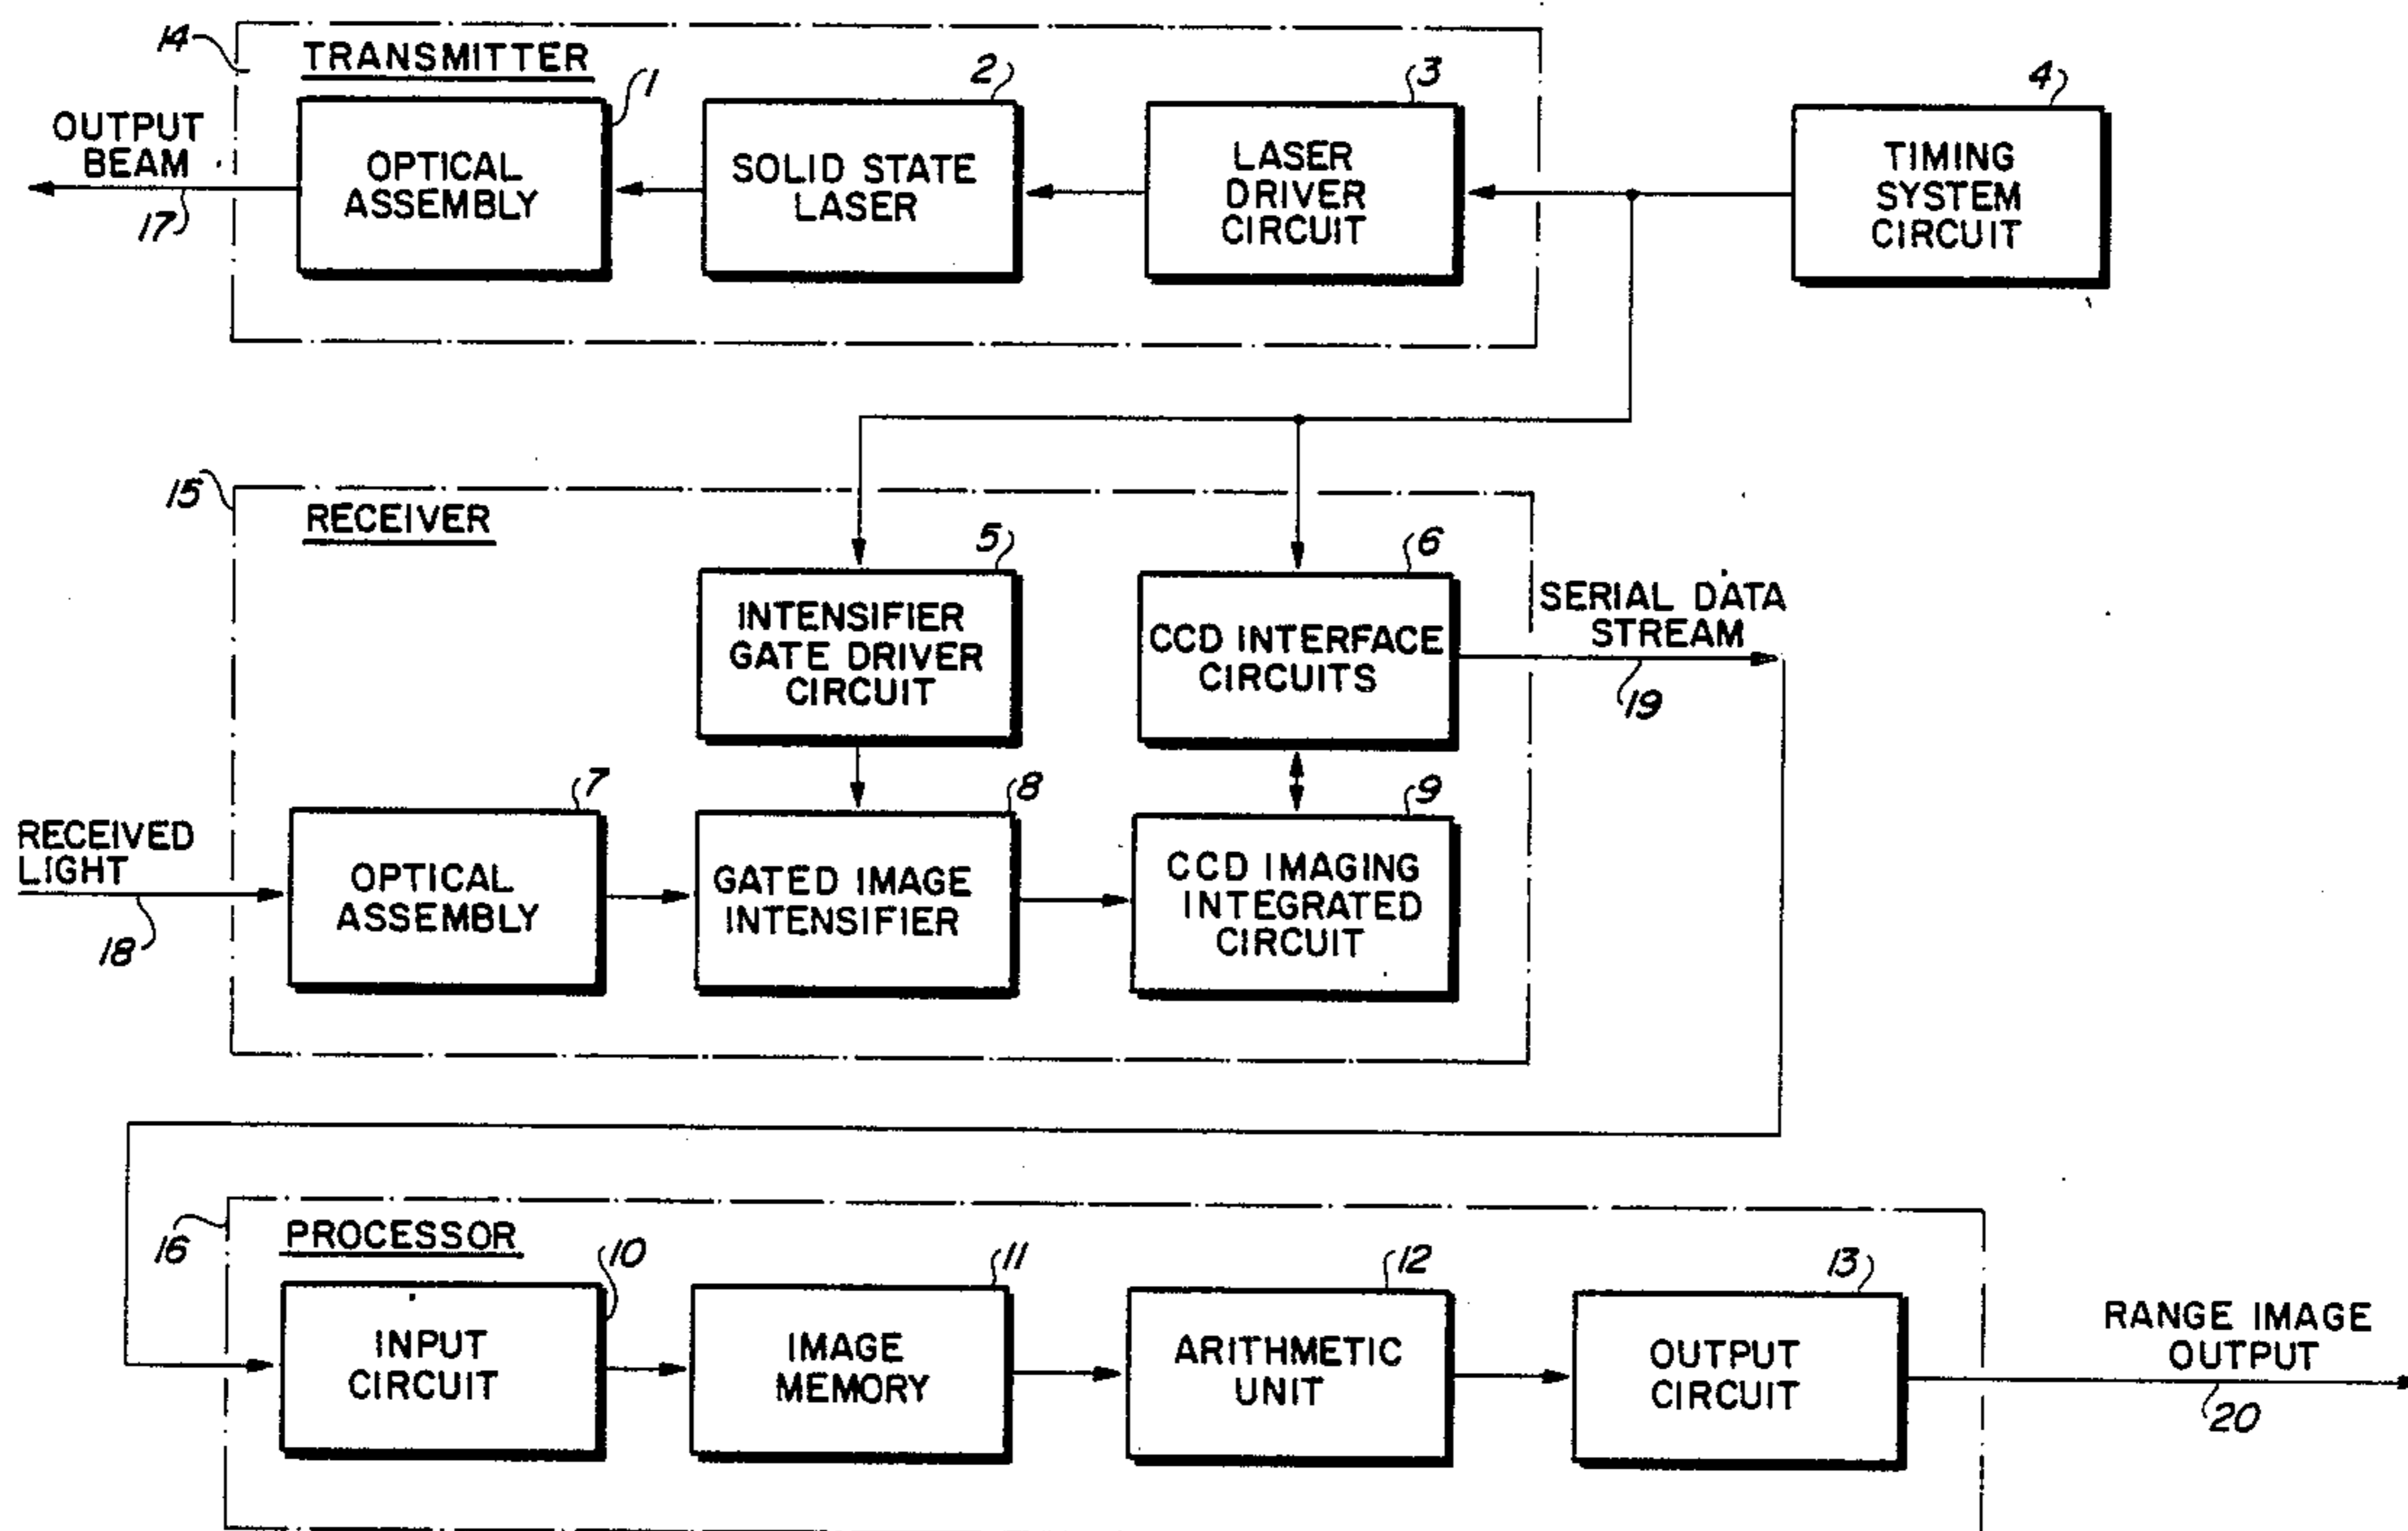 14
TRANSMITTER
1
2
3
4
OUTPUT
BEAM
17
OPTICAL
ASSEMBLY
SOLID STATE
LASER
LASER
DRIVER
CIRCUIT
TIMING
SYSTEM
CIRCUIT
15
RECEIVER
5
6
INTENSIFIER
GATE DRIVER
CIRCUIT
CCD INTERFACE
CIRCUITS
SERIAL DATA
STREAM
19
7
8
9
RECEIVED
LIGHT
18
OPTICAL
ASSEMBLY
GATED IMAGE
INTENSIFIER
CCD IMAGING
INTEGRATED
CIRCUIT
16
PROCESSOR
10
11
12
13
INPUT
CIRCUIT
IMAGE
MEMORY
ARITHMETIC
UNIT
OUTPUT
CIRCUIT
RANGE IMAGE
OUTPUT
20